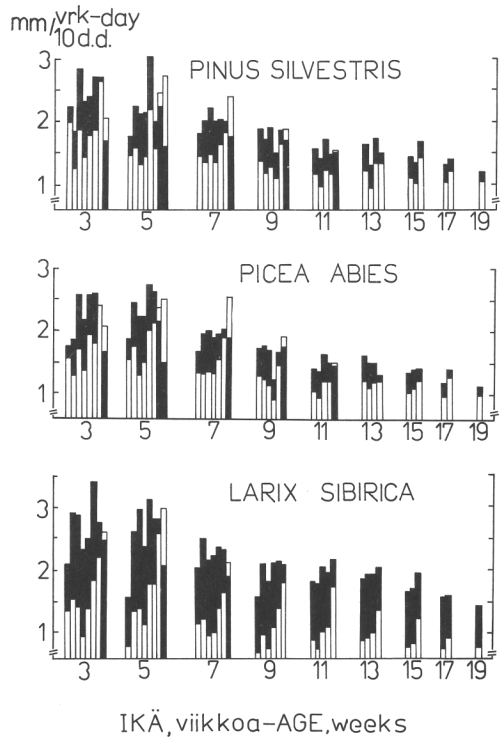 mm/vrk-day
10d.d.
PINUS SILVESTRIS
3
2
1
3 5 7 9 11 13 15 17 19
PICEA ABIES
3
2
1
3 5 7 9 11 13 15 17 19
LARIX SIBIRICA
3
2
1
3 5 7 9 11 13 15 17 19
IKÄ, viikkoa-AGE, weeks